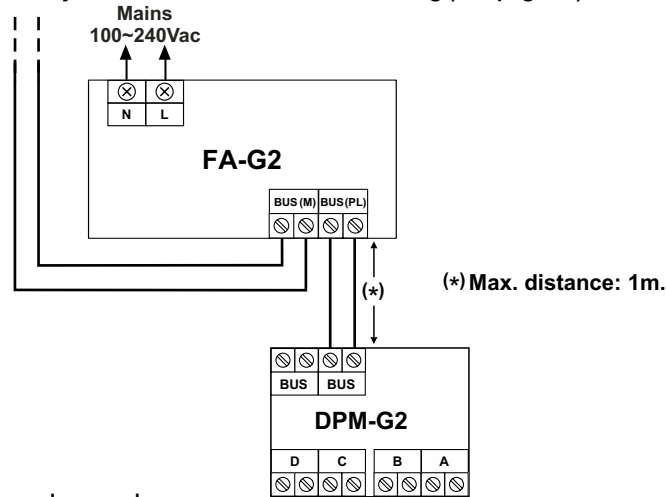 Mains
100~240Vac
N L
FA-G2
BUS(M) BUS(PL)
(*)
(*) Max. distance: 1m.
BUS BUS
DPM-G2
D C B A